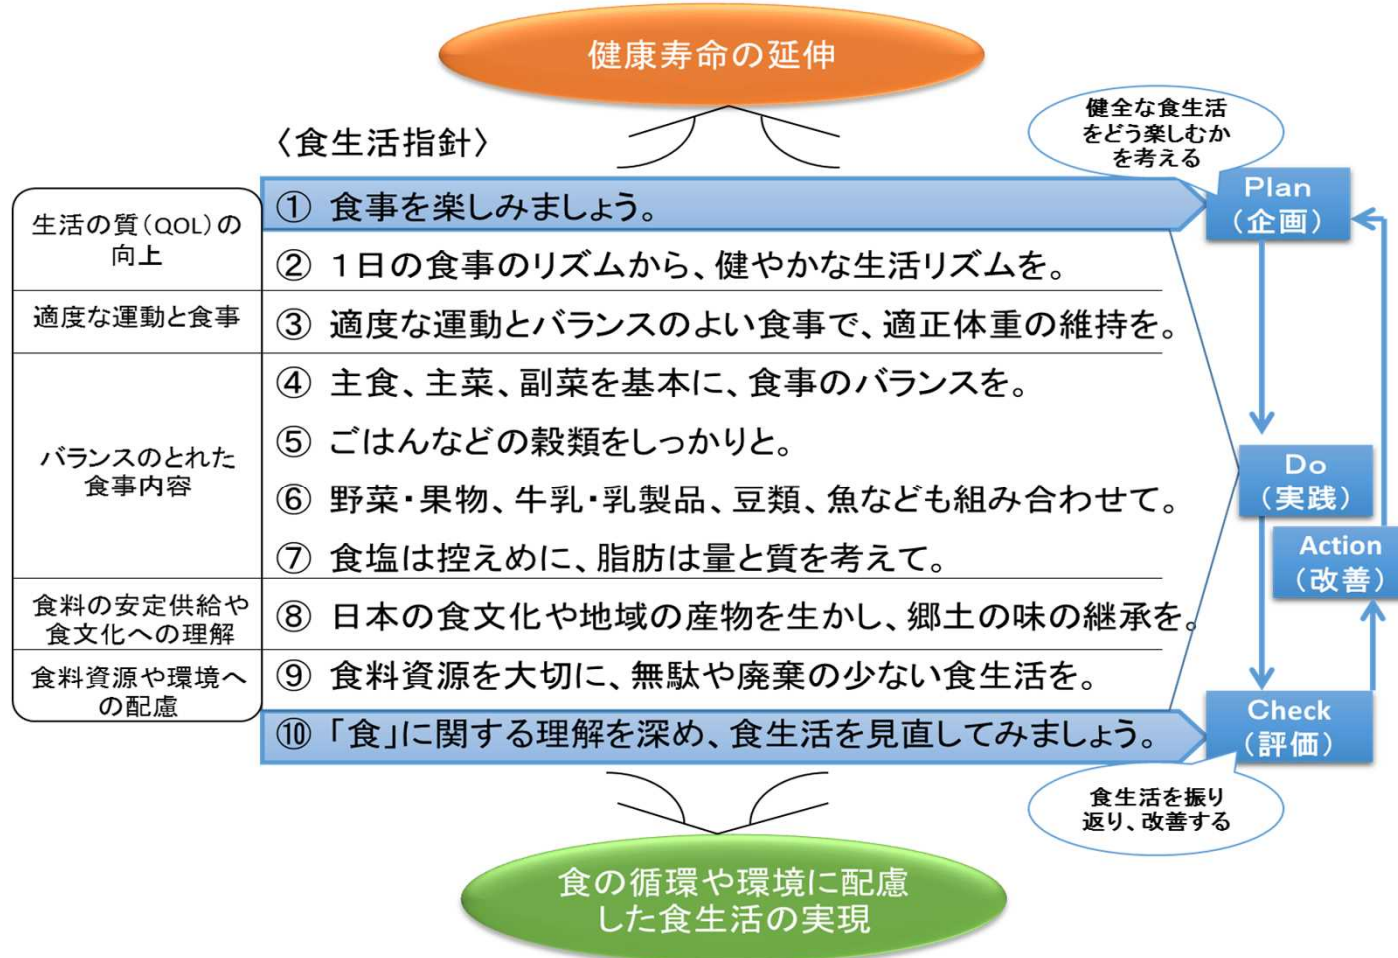 健康寿命の延伸
健全な食生活
をどう楽しむか
を考える
〈食生活指針〉
生活の質(QOL)の
向上
① 食事を楽しみましょう。
Plan
(企画)
② 1日の食事のリズムから、健やかな生活リズムを。
適度な運動と食事
③ 適度な運動とバランスのよい食事で、適正体重の維持を。
バランスのとれた
食事内容
④ 主食、主菜、副菜を基本に、食事のバランスを。
⑤ ごはんなどの穀類をしっかりと。
⑥ 野菜・果物、牛乳・乳製品、豆類、魚なども組み合わせて。
⑦ 食塩は控えめに、脂肪は量と質を考えて。
Do
(実践)
Action
(改善)
食料の安定供給や
食文化への理解
⑧ 日本の食文化や地域の産物を生かし、郷土の味の継承を。
食料資源や環境へ
の配慮
⑨ 食料資源を大切に、無駄や廃棄の少ない食生活を。
⑩ 「食」に関する理解を深め、食生活を見直してみましょう。
Check
(評価)
食生活を振り
返り、改善する
食の循環や環境に配慮
した食生活の実現